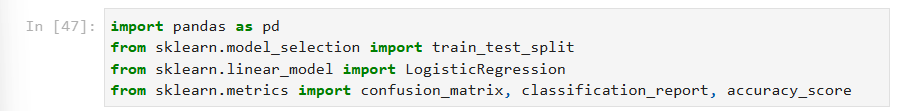 In [47]: import pandas as pd
from sklearn.model_selection import train_test_split
from sklearn.linear_model import LogisticRegression
from sklearn.metrics import confusion_matrix, classification_report, accuracy_score